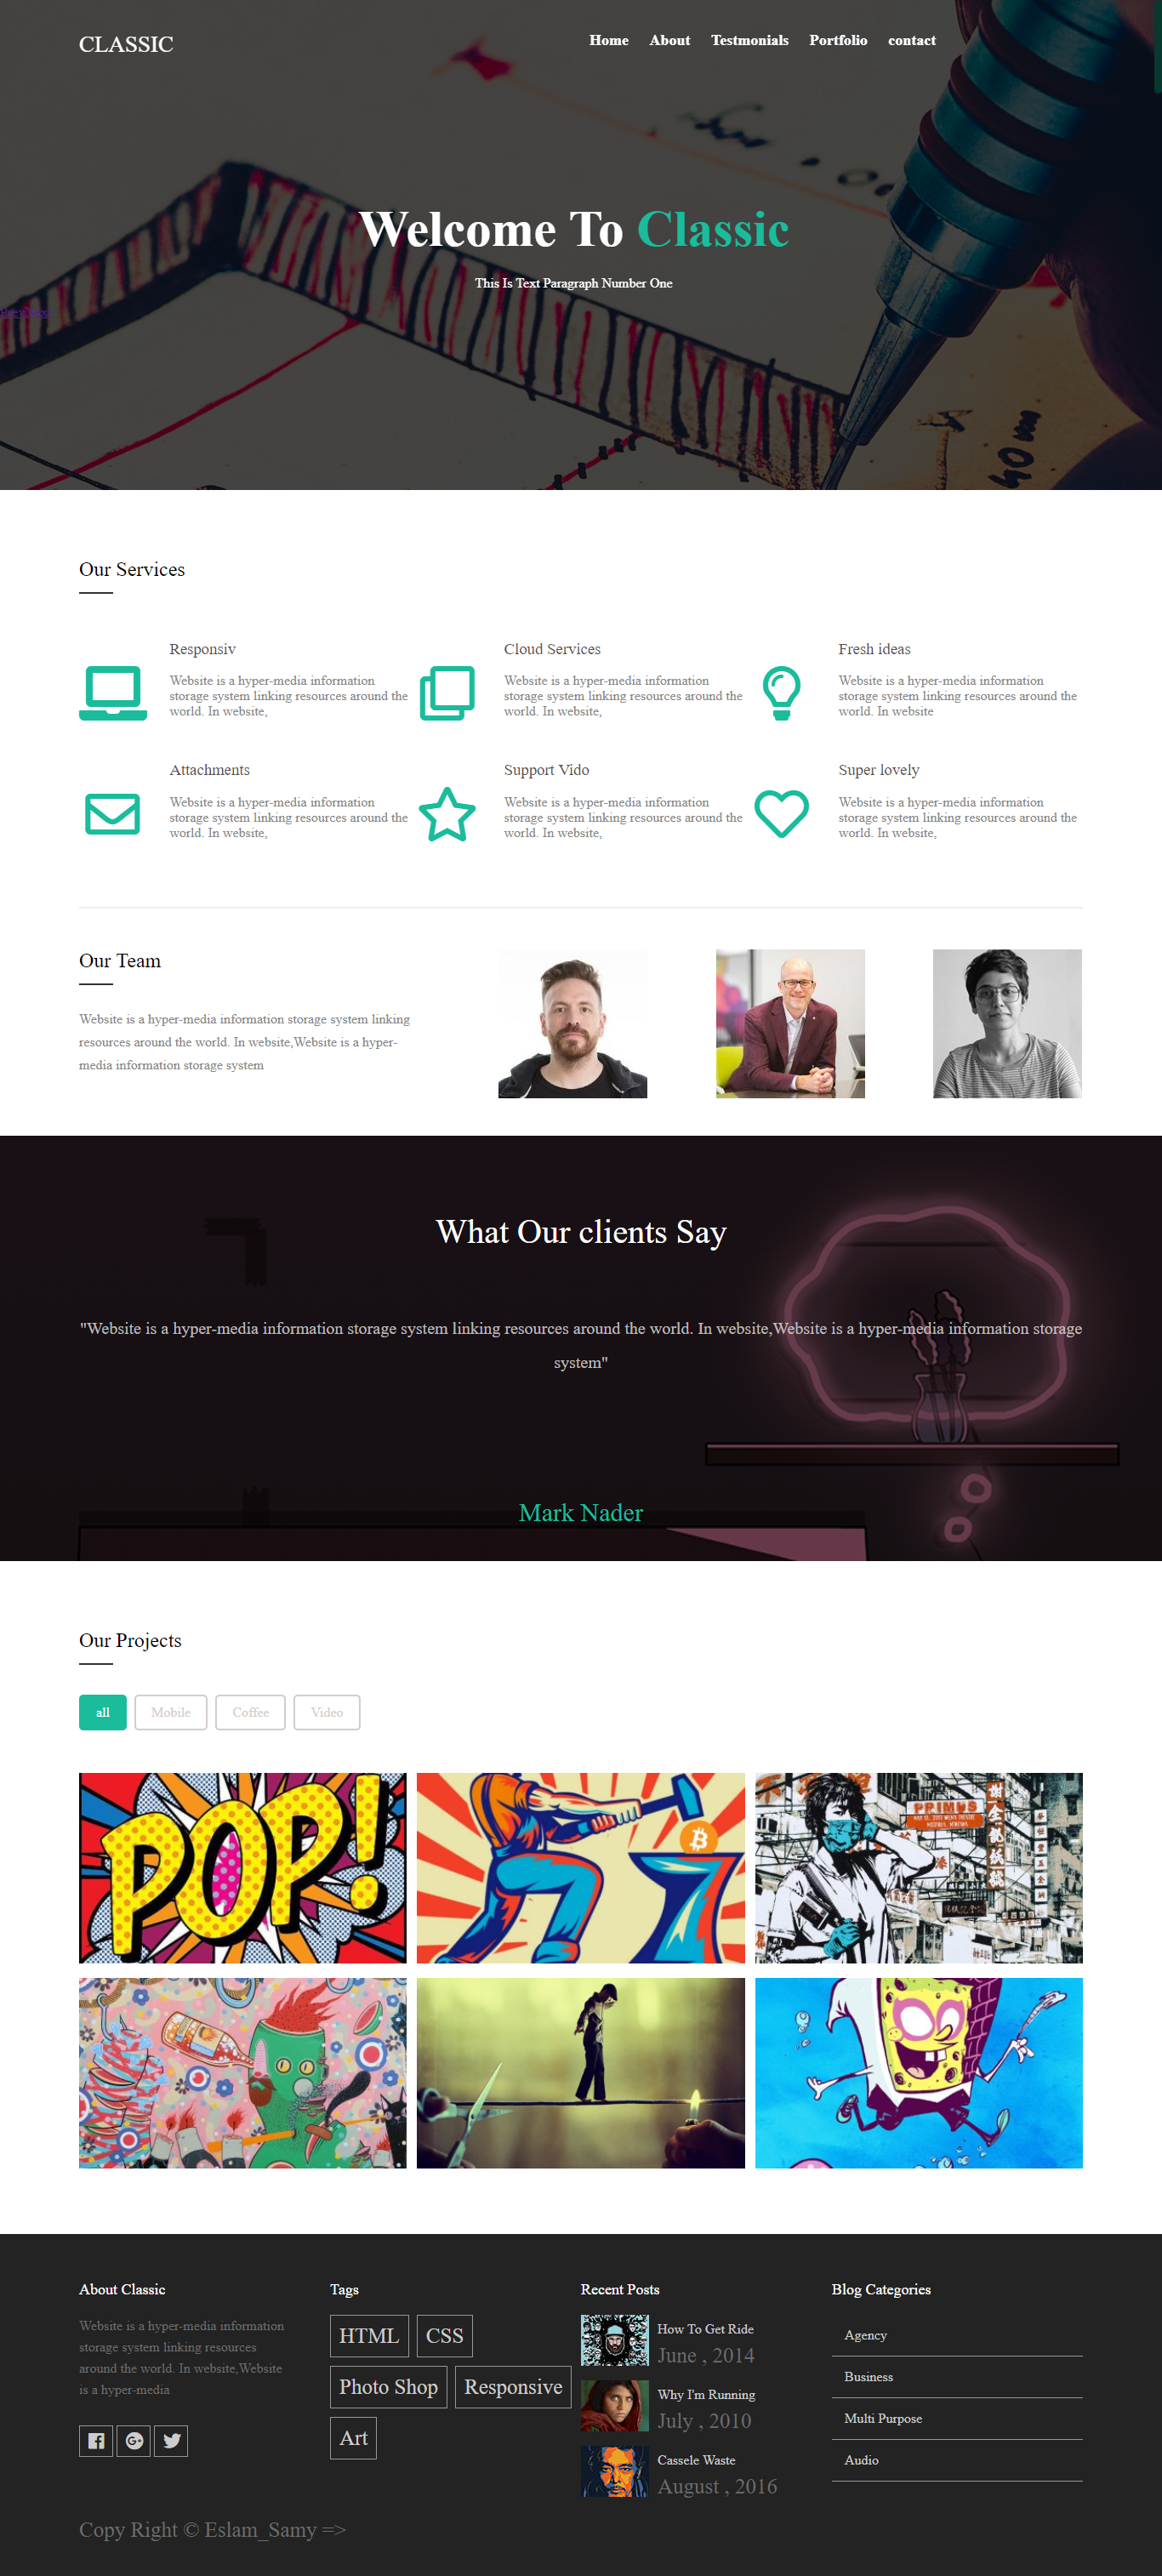 CLASSIC
Home About Testmonials Portfolio contact
Welcome To Classic
This Is Text Paragraph Number One
Our Services
Responsiv
Website is a hyper-media information
storage system linking resources around the
world. In website,
Cloud Services
Website is a hyper-media information
storage system linking resources around the
world. In website,
Fresh ideas
Website is a hyper-media information
storage system linking resources around the
world. In website
Attachments
Website is a hyper-media information
storage system linking resources around the
world. In website,
Support Vido
Website is a hyper-media information
storage system linking resources around the
world. In website,
Super lovely
Website is a hyper-media information
storage system linking resources around the
world. In website,
Our Team
Website is a hyper-media information storage system linking
resources around the world. In website,Website is a hyper-
media information storage system
What Our clients Say
"Website is a hyper-media information storage system linking resources around the world. In website,Website is a hyper-media information storage
system"
Mark Nader
Our Projects
all Mobile Coffee Video
POP!
PRIMUS
About Classic
Website is a hyper-media information
storage system linking resources
around the world. In website,Website
is a hyper-media
Tags
HTML CSS
Photo Shop Responsive
Art
Recent Posts
How To Get Ride
June , 2014
Why I'm Running
July , 2010
Cassele Waste
August , 2016
Blog Categories
Agency
Business
Multi Purpose
Audio
Copy Right © Eslam_Samy =>